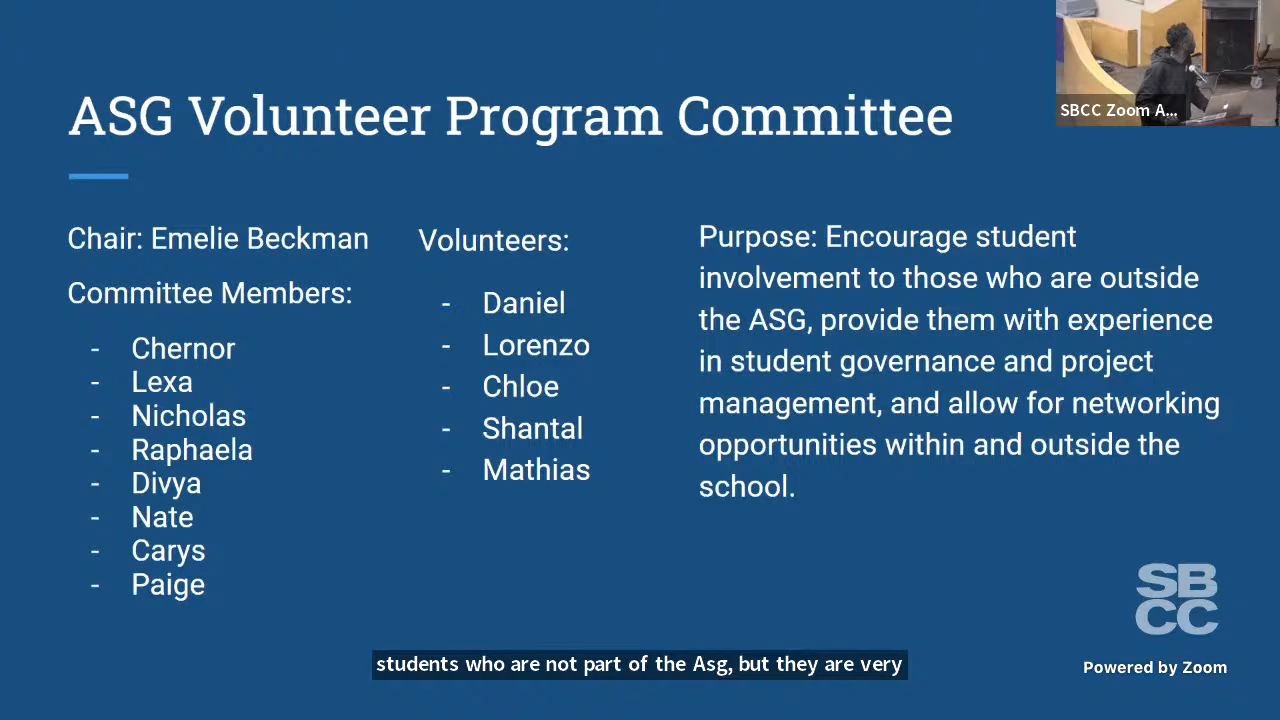 ASG Volunteer Program Committee
SBCC Zoom A...
Chair: Emelie Beckman
Committee Members:
- Chernor
- Lexa
- Nicholas
- Raphaela
- Divya
- Nate
- Carys
- Paige
Volunteers:
- Daniel
- Lorenzo
- Chloe
- Shantal
- Mathias
Purpose: Encourage student
involvement to those who are outside
the ASG, provide them with experience
in student governance and project
management, and allow for networking
opportunities within and outside the
school.
SB
CC
students who are not part of the Asg, but they are very
Powered by Zoom